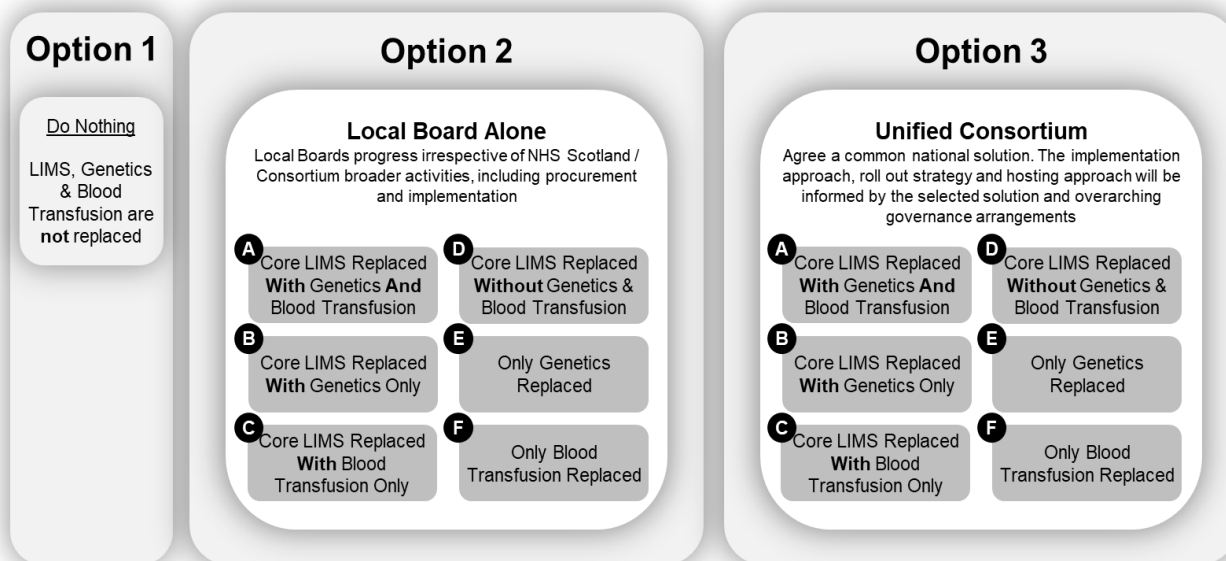 Option 1
Do Nothing
LIMS, Genetics
& Blood
Transfusion are
not replaced
Option 2
Local Board Alone
Local Boards progress irrespective of NHS Scotland /
Consortium broader activities, including procurement
and implementation
A
Core LIMS Replaced
With Genetics And
Blood Transfusion
B
Core LIMS Replaced
With Genetics Only
C
Core LIMS Replaced
With Blood
Transfusion Only
D
Core LIMS Replaced
Without Genetics &
Blood Transfusion
E
Only Genetics
Replaced
F
Only Blood
Transfusion Replaced
Option 3
Unified Consortium
Agree a common national solution. The implementation
approach, roll out strategy and hosting approach will be
informed by the selected solution and overarching
governance arrangements
A
Core LIMS Replaced
With Genetics And
Blood Transfusion
B
Core LIMS Replaced
With Genetics Only
C
Core LIMS Replaced
With Blood
Transfusion Only
D
Core LIMS Replaced
Without Genetics &
Blood Transfusion
E
Only Genetics
Replaced
F
Only Blood
Transfusion Replaced